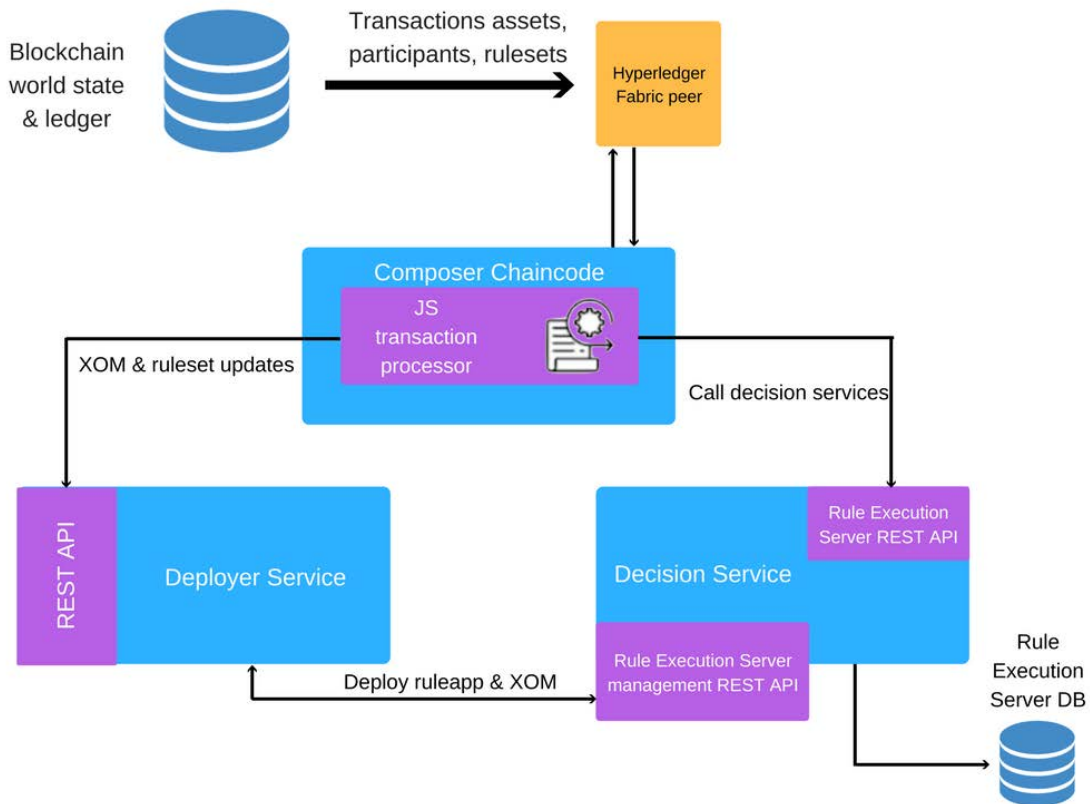 Blockchain
world state
& ledger
Transactions assets,
participants, rulesets
Hyperledger
Fabric peer
Composer Chaincode
JS
transaction
processor
XOM & ruleset updates
Call decision services
REST API
Deployer Service
Rule Execution
Server REST API
Decision Service
Rule Execution Server
management REST API
Deploy ruleapp & XOM
Rule
Execution
Server DB